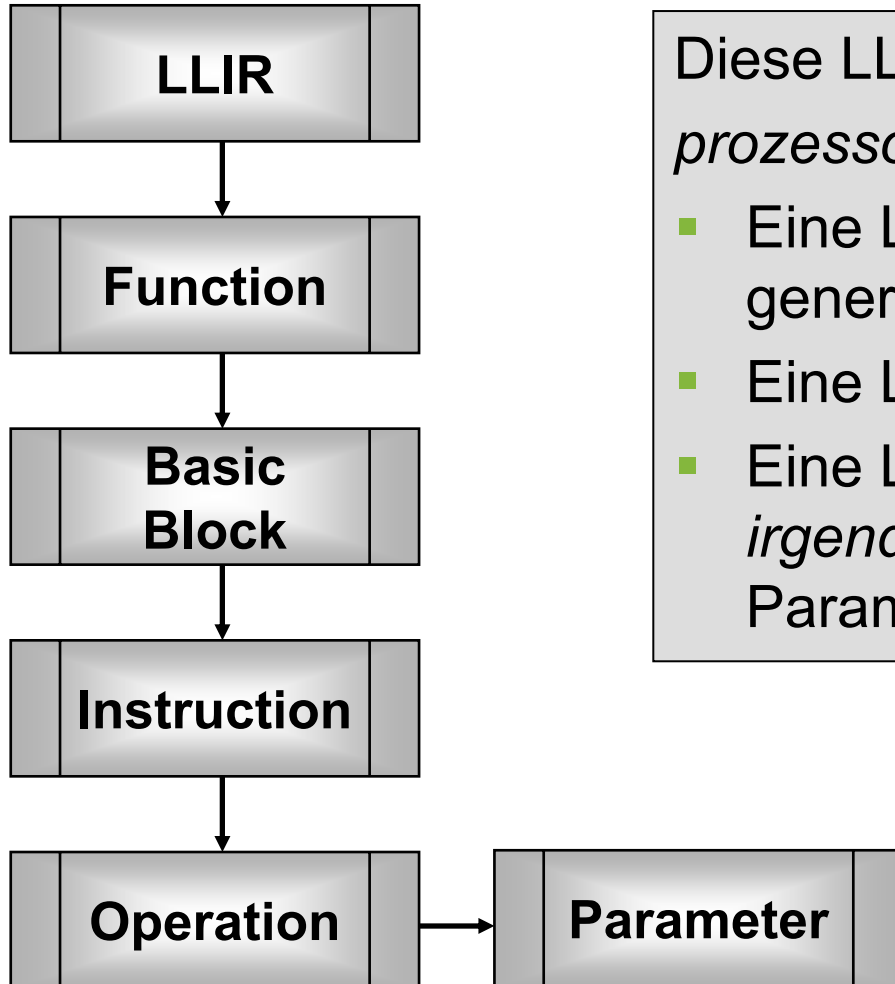 LLIR
Function
Basic
Block
Instruction
Operation
Parameter
Diese LL
prozesso
Eine L
gener
Eine L
Eine L
irgend
Param